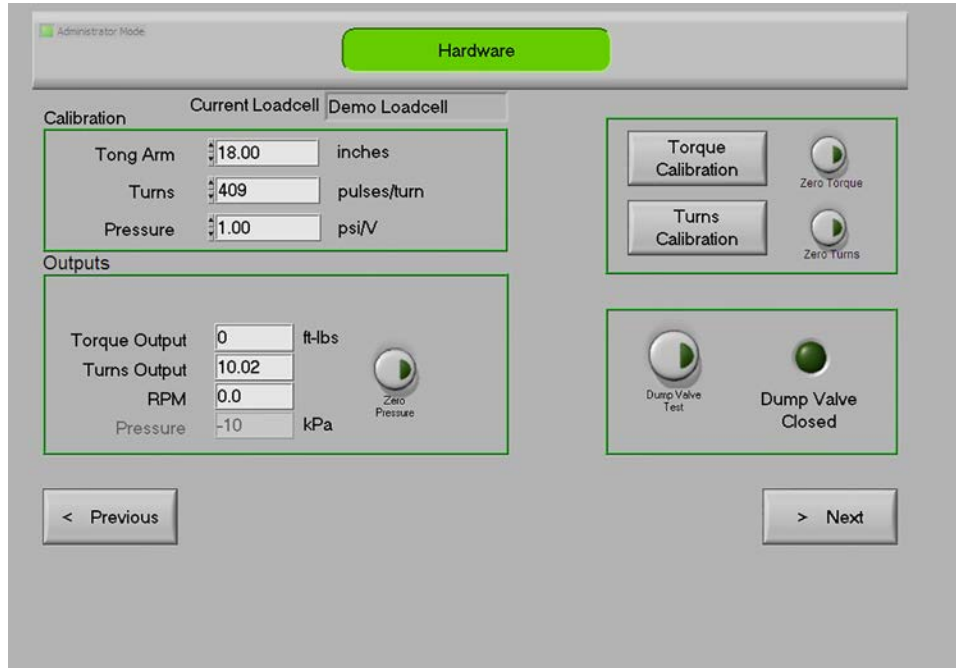 Administrator Mode
Hardware
Current Loadcell Demo Loadcell
Calibration
Tong Arm 18.00 inches
Turns 409 pulses/turn
Pressure 1.00 psi/V
Torque
Calibration
Zero Torque
Turns
Calibration
Zero Turns
Outputs
Torque Output 0 ft-lbs
Turns Output 10.02
RPM 0.0
Pressure -10 kPa
Zero
Pressure
Dump Valve
Test
Dump Valve
Closed
< Previous
> Next